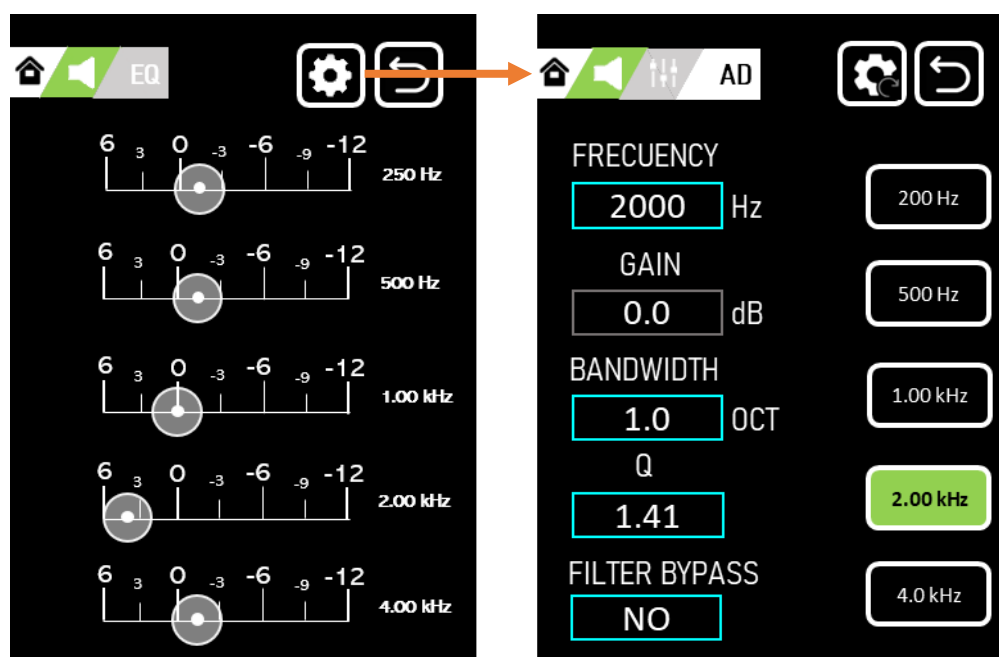 EQ
6 3 0 -3 -6 -9 -12
250 Hz
6 3 0 -3 -6 -9 -12
500 Hz
6 3 0 -3 -6 -9 -12
1.00 kHz
6 3 0 -3 -6 -9 -12
2.00 kHz
6 3 0 -3 -6 -9 -12
4.00 kHz
AD
FRECUENCY
2000 Hz
GAIN
0.0 dB
BANDWIDTH
1.0 OCT
Q
1.41
FILTER BYPASS
NO
200 Hz
500 Hz
1.00 kHz
2.00 kHz
4.0 kHz